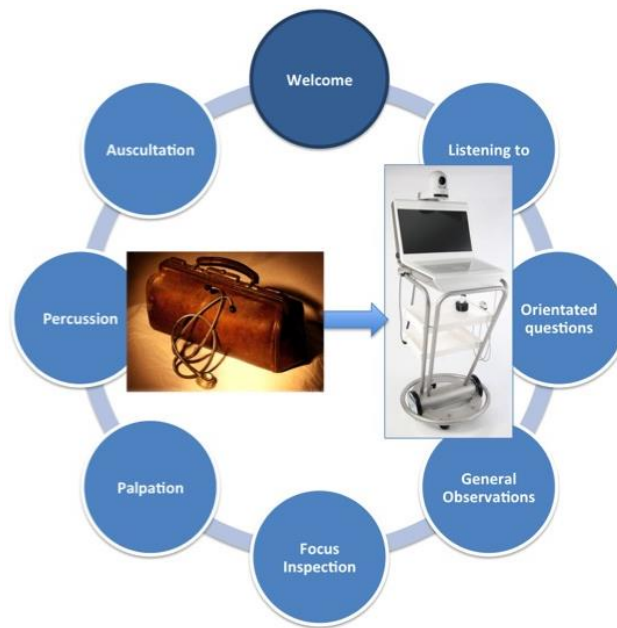 Welcome
Listening to
Orientated
questions
General
Observations
Focus
Inspection
Palpation
Percussion
Auscultation